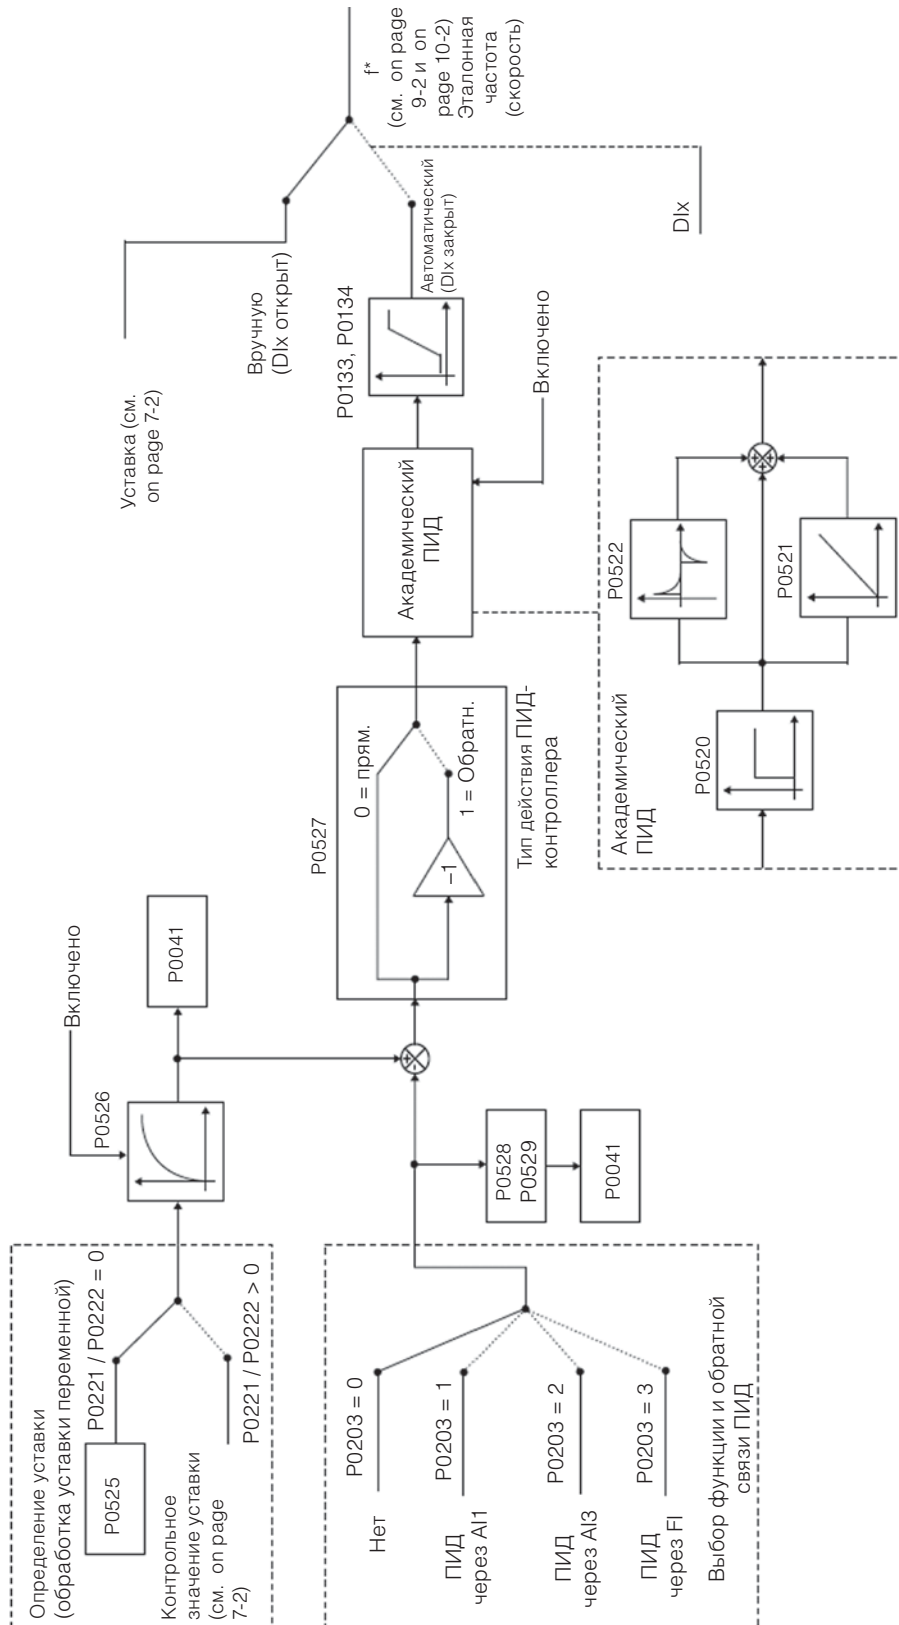 Определение уставки
(обработка уставки переменной)
P0221 / P0222 = 0
P0525
Контрольное
значение уставки
(см. on page
7-2)
P0221 / P0222 > 0
P0526
Включено
P0041
Нет
P0203 = 0
ПИД
через AI1
P0203 = 1
ПИД
через AI3
P0203 = 2
ПИД
через FI
P0203 = 3
Выбор функции и обратной
связи ПИД
P0528
P0529
P0041
+
-
P0527
0 = прям.
–1
1 = Обратн.
Тип действия ПИД-
контроллера
Академический
ПИД
Включено
P0133, P0134
Уставка (см.
on page 7-2)
Вручную
(DIx открыт)
Автоматический
(DIx закрыт)
f*
(см. on page
9-2 и on
page 10-2)
Эталонная
частота
(скорость)
DIx
Академический
ПИД
P0520
P0522
P0521
+
+
+